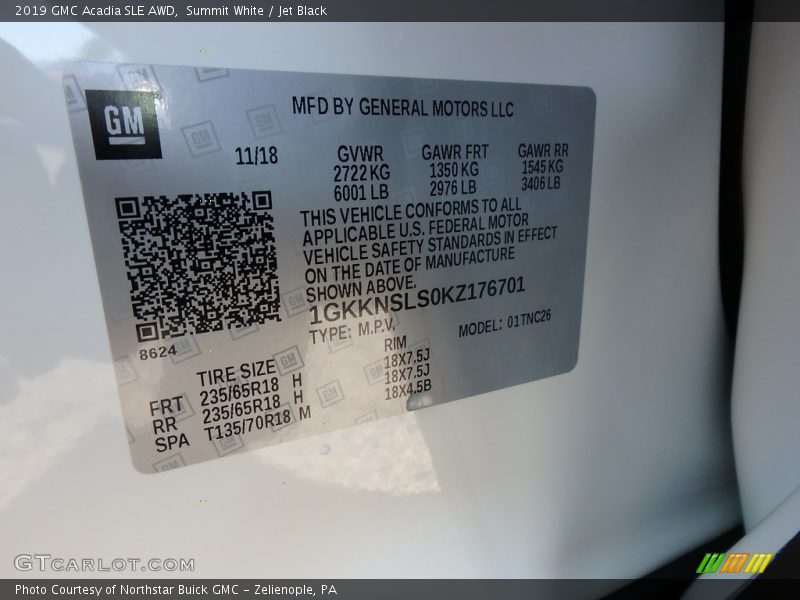 2019 GMC Acadia SLE AWD,  Summit White / Jet Black
GM
MFD BY GENERAL MOTORS LLC
11/18
GVWR GAWR FRT GAWR RR
2722 KG 1350 KG 1545 KG
6001 LB 2976 LB 3406 LB
THIS VEHICLE CONFORMS TO ALL
APPLICABLE U.S. FEDERAL MOTOR
VEHICLE SAFETY STANDARDS IN EFFECT
ON THE DATE OF MANUFACTURE
SHOWN ABOVE.
1GKKNSLS0KZ176701
TYPE: M.P.V. MODEL: 01TNC26
8624
TIRE SIZE RIM
FRT 235/65R18 H 18X7.5J
RR 235/65R18 H 18X7.5J
SPA T135/70R18 M 18X4.5B
GTCARLOT.COM
Photo Courtesy of Northstar Buick GMC - Zelienople, PA